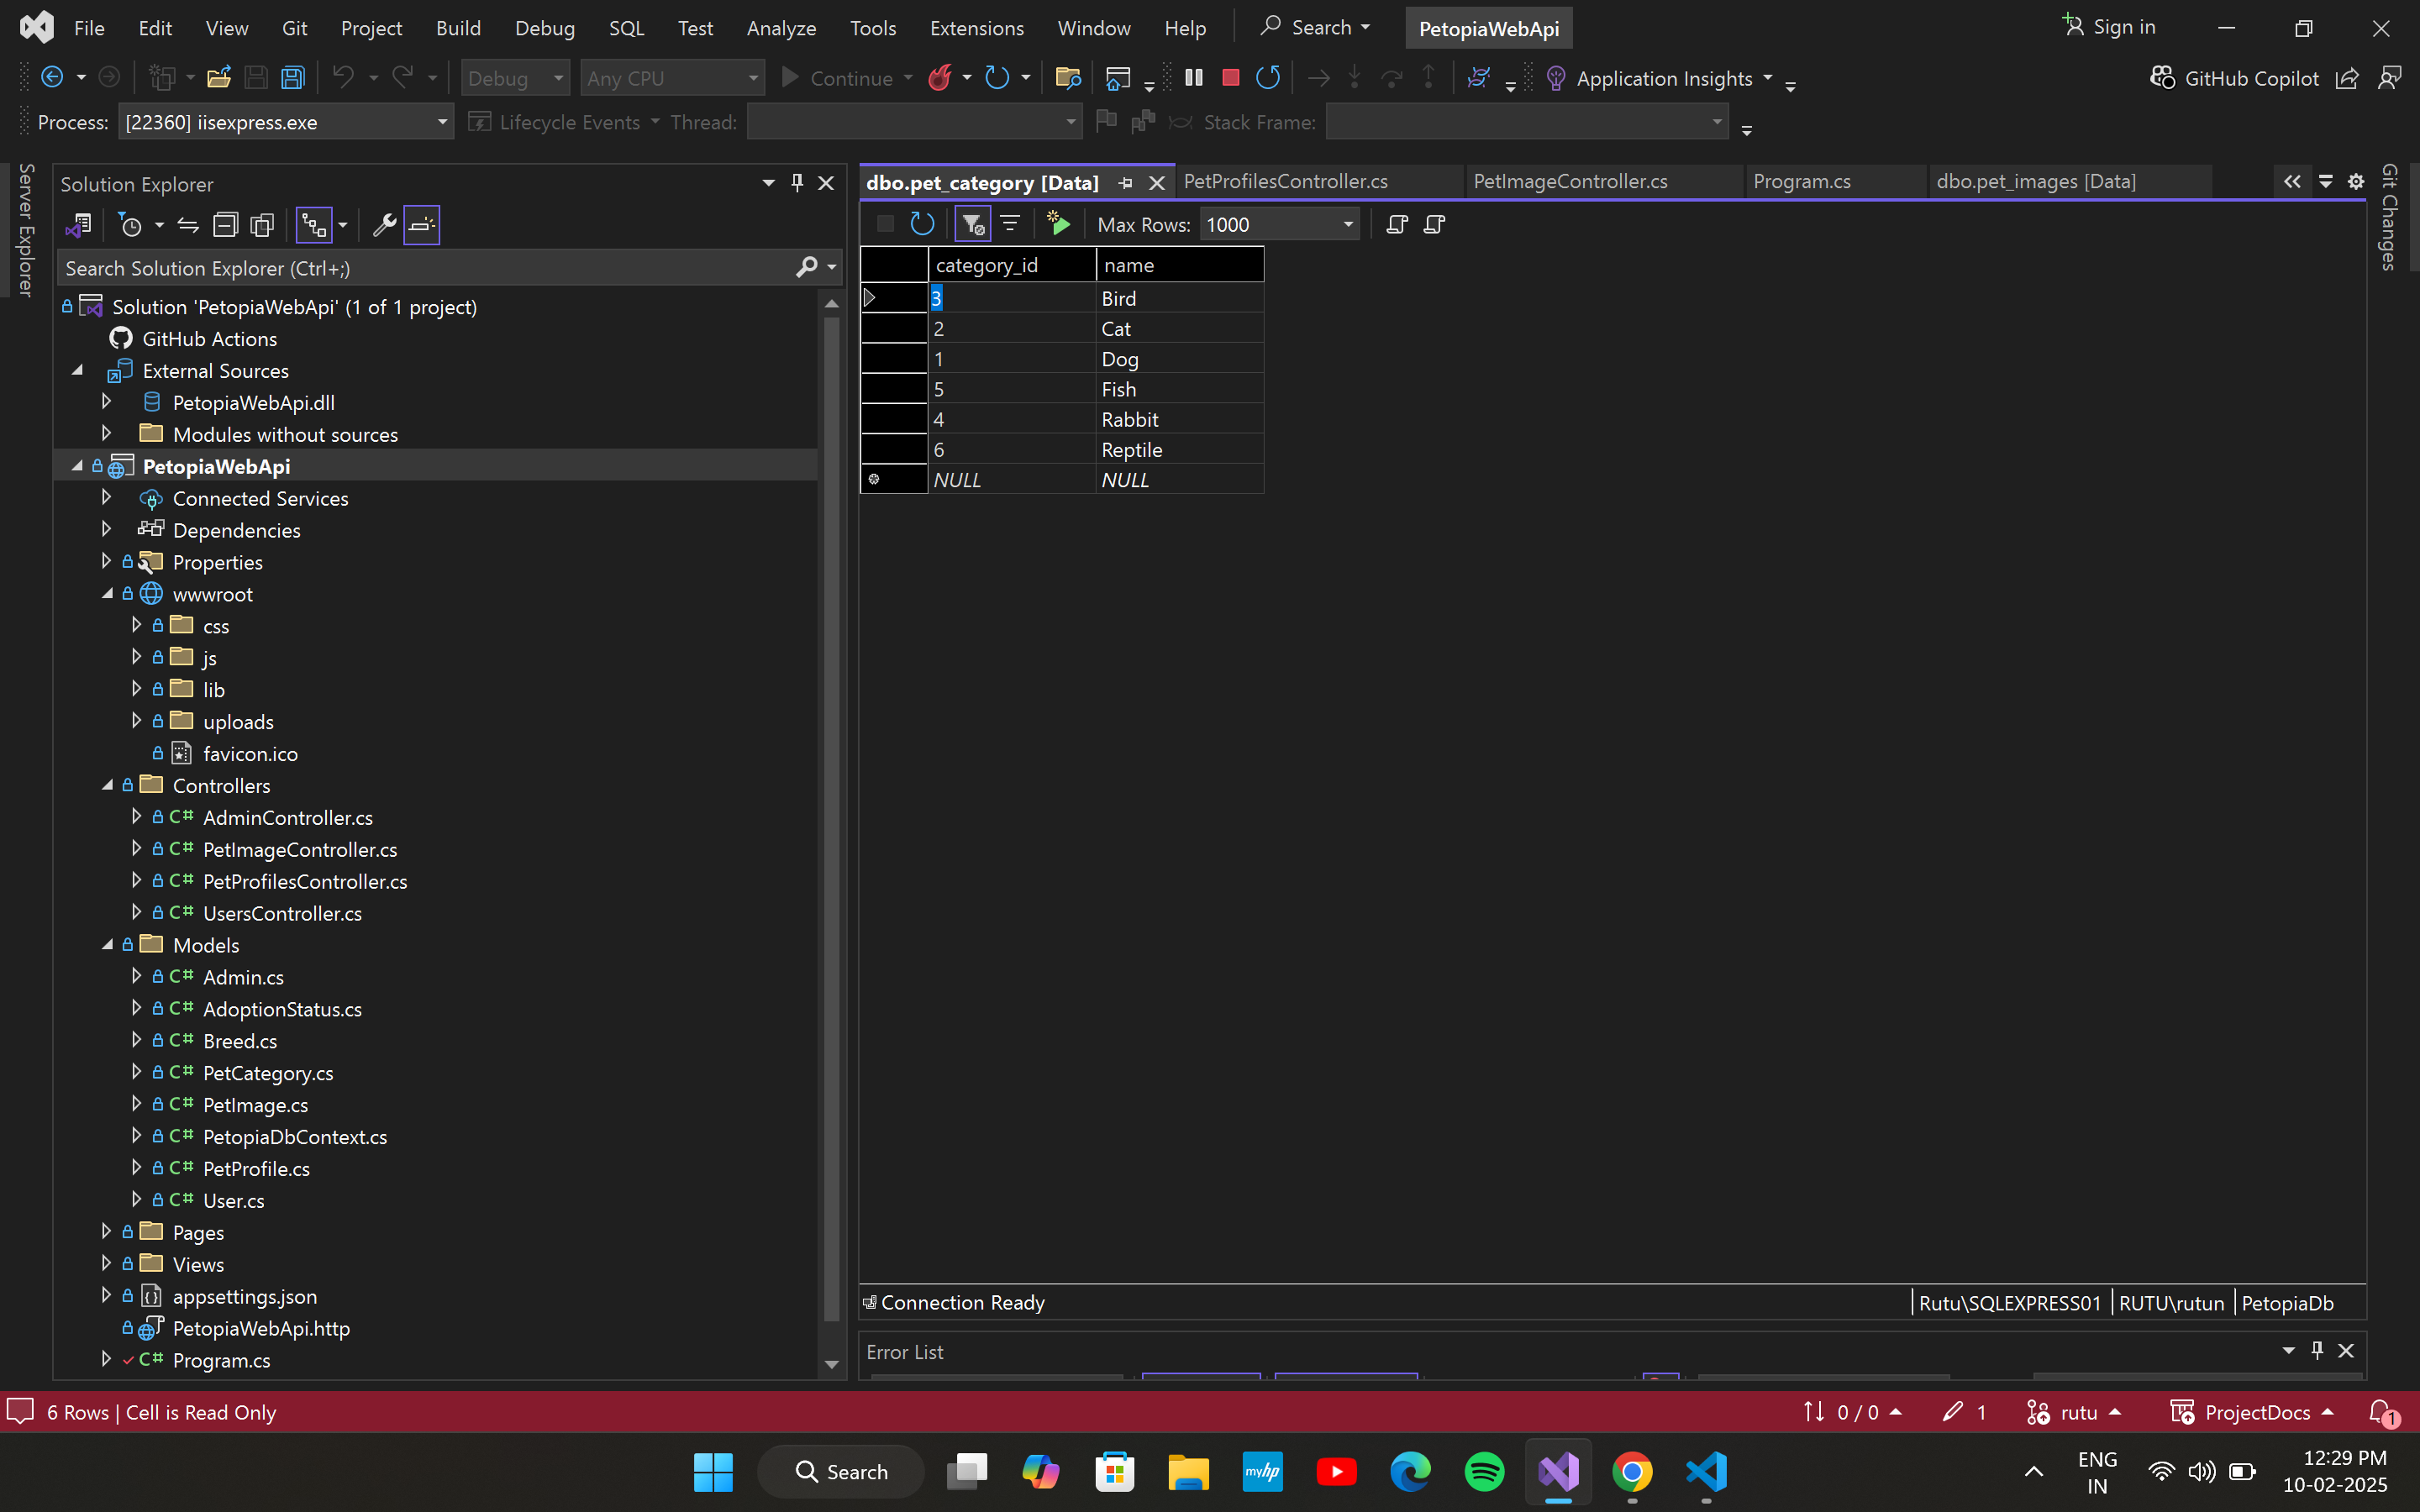 File Edit View Git Project Build Debug SQL Test Analyze Tools Extensions Window Help Search PetopiaWebApi Sign in
Debug Any CPU Continue Application Insights GitHub Copilot
Process: [22360] iisexpress.exe Lifecycle Events Thread: Stack Frame:
Server Explorer
Solution Explorer
Search Solution Explorer (Ctrl+;)
Solution 'PetopiaWebApi' (1 of 1 project)
GitHub Actions
External Sources
PetopiaWebApi.dll
Modules without sources
PetopiaWebApi
Connected Services
Dependencies
Properties
wwwroot
css
js
lib
uploads
favicon.ico
Controllers
C# AdminController.cs
C# PetImageController.cs
C# PetProfilesController.cs
C# UsersController.cs
Models
C# Admin.cs
C# AdoptionStatus.cs
C# Breed.cs
C# PetCategory.cs
C# PetImage.cs
C# PetopiaDbContext.cs
C# PetProfile.cs
C# User.cs
Pages
Views
appsettings.json
PetopiaWebApi.http
C# Program.cs
dbo.pet_category [Data] PetProfilesController.cs PetImageController.cs Program.cs dbo.pet_images [Data]
Max Rows: 1000
category_id name
3 Bird
2 Cat
1 Dog
5 Fish
4 Rabbit
6 Reptile
NULL NULL
Connection Ready Rutu\SQLEXPRESS01 RUTU\rutun PetopiaDb
Error List
Git Changes
6 Rows | Cell is Read Only 0 / 0 1 rutu ProjectDocs 1
Search myhp ENG IN 12:29 PM
10-02-2025